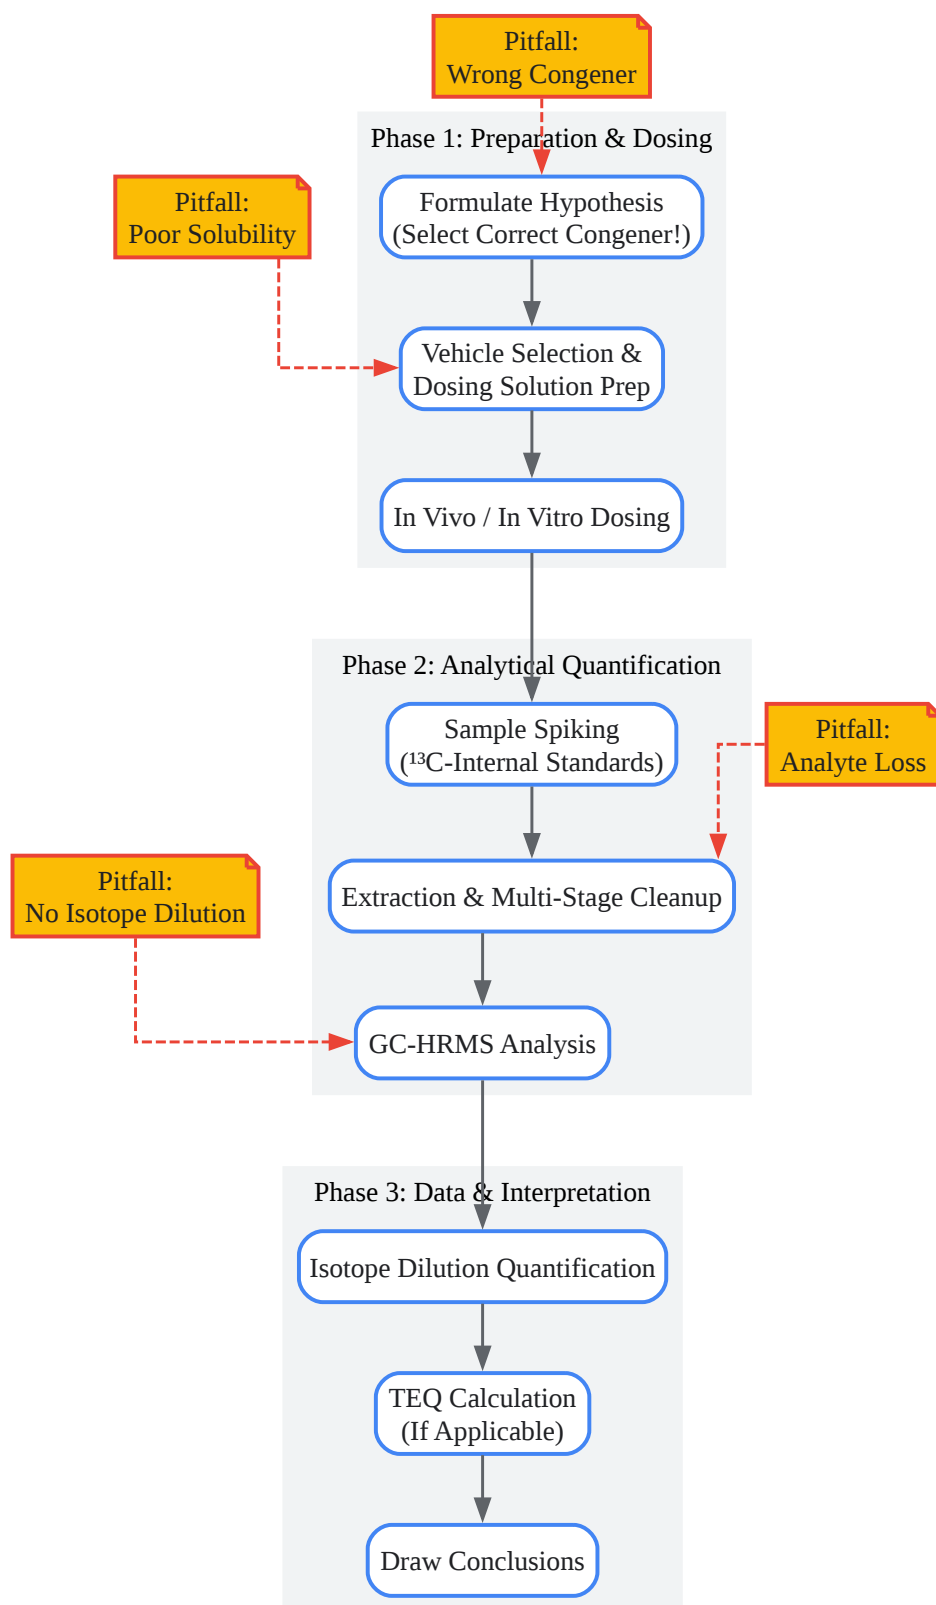 Pitfall:
Wrong Congener
Phase 1: Preparation & Dosing
Pitfall:
Poor Solubility
Formulate Hypothesis
(Select Correct Congener!)
Vehicle Selection &
Dosing Solution Prep
In Vivo / In Vitro Dosing
Phase 2: Analytical Quantification
Sample Spiking
(¹³C-Internal Standards)
Pitfall:
Analyte Loss
Pitfall:
No Isotope Dilution
Extraction & Multi-Stage Cleanup
GC-HRMS Analysis
Phase 3: Data & Interpretation
Isotope Dilution Quantification
TEQ Calculation
(If Applicable)
Draw Conclusions